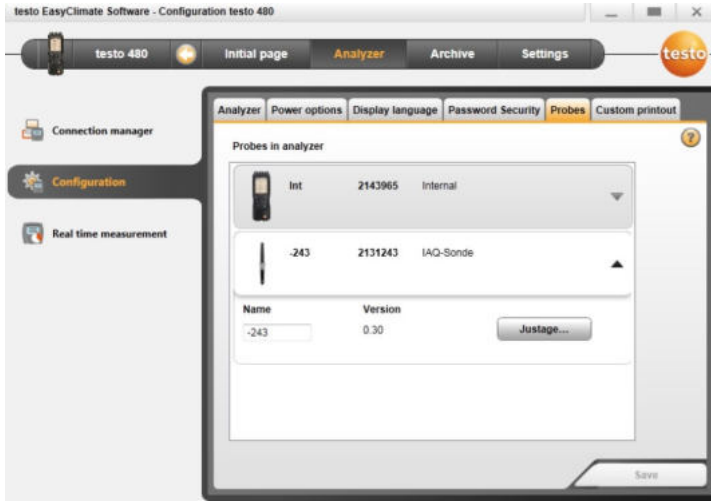 testo EasyClimate Software - Configuration testo 480
testo 480 Initial page Analyzer Archive Settings testo
Analyzer Power options Display language Password Security Probes Custom printout
Connection manager
Configuration
Real time measurement
?
Probes in analyzer
Int 2143965 Internal
-243 2131243 IAQ-Sonde
Name Version
-243 0.30 Justage...
Save